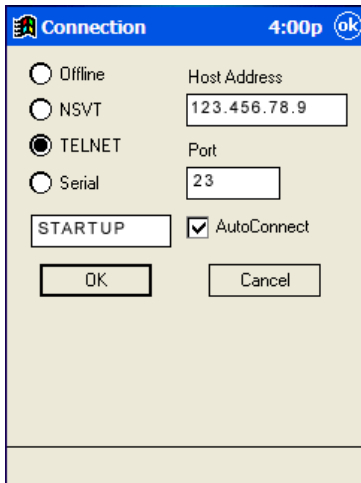 Connection 4:00p ok
Offline
Host Address
NSVT
123.456.78.9
TELNET
Port
Serial
23
STARTUP
AutoConnect
OK
Cancel